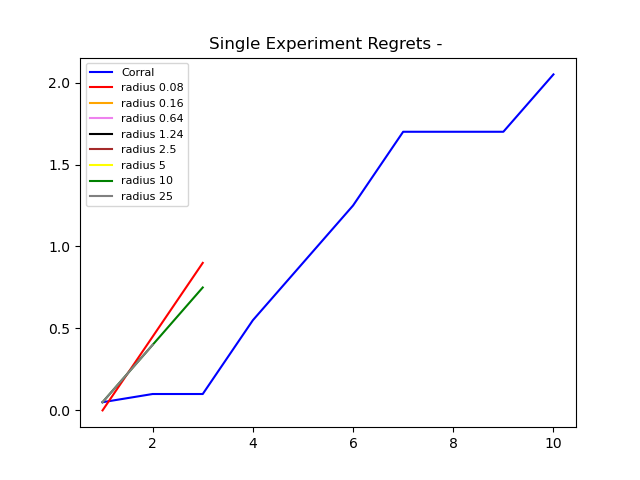 Single Experiment Regrets -
Corral
radius 0.08
radius 0.16
radius 0.64
radius 1.24
radius 2.5
radius 5
radius 10
radius 25
2.0
1.5
1.0
0.5
0.0
2 4 6 8 10